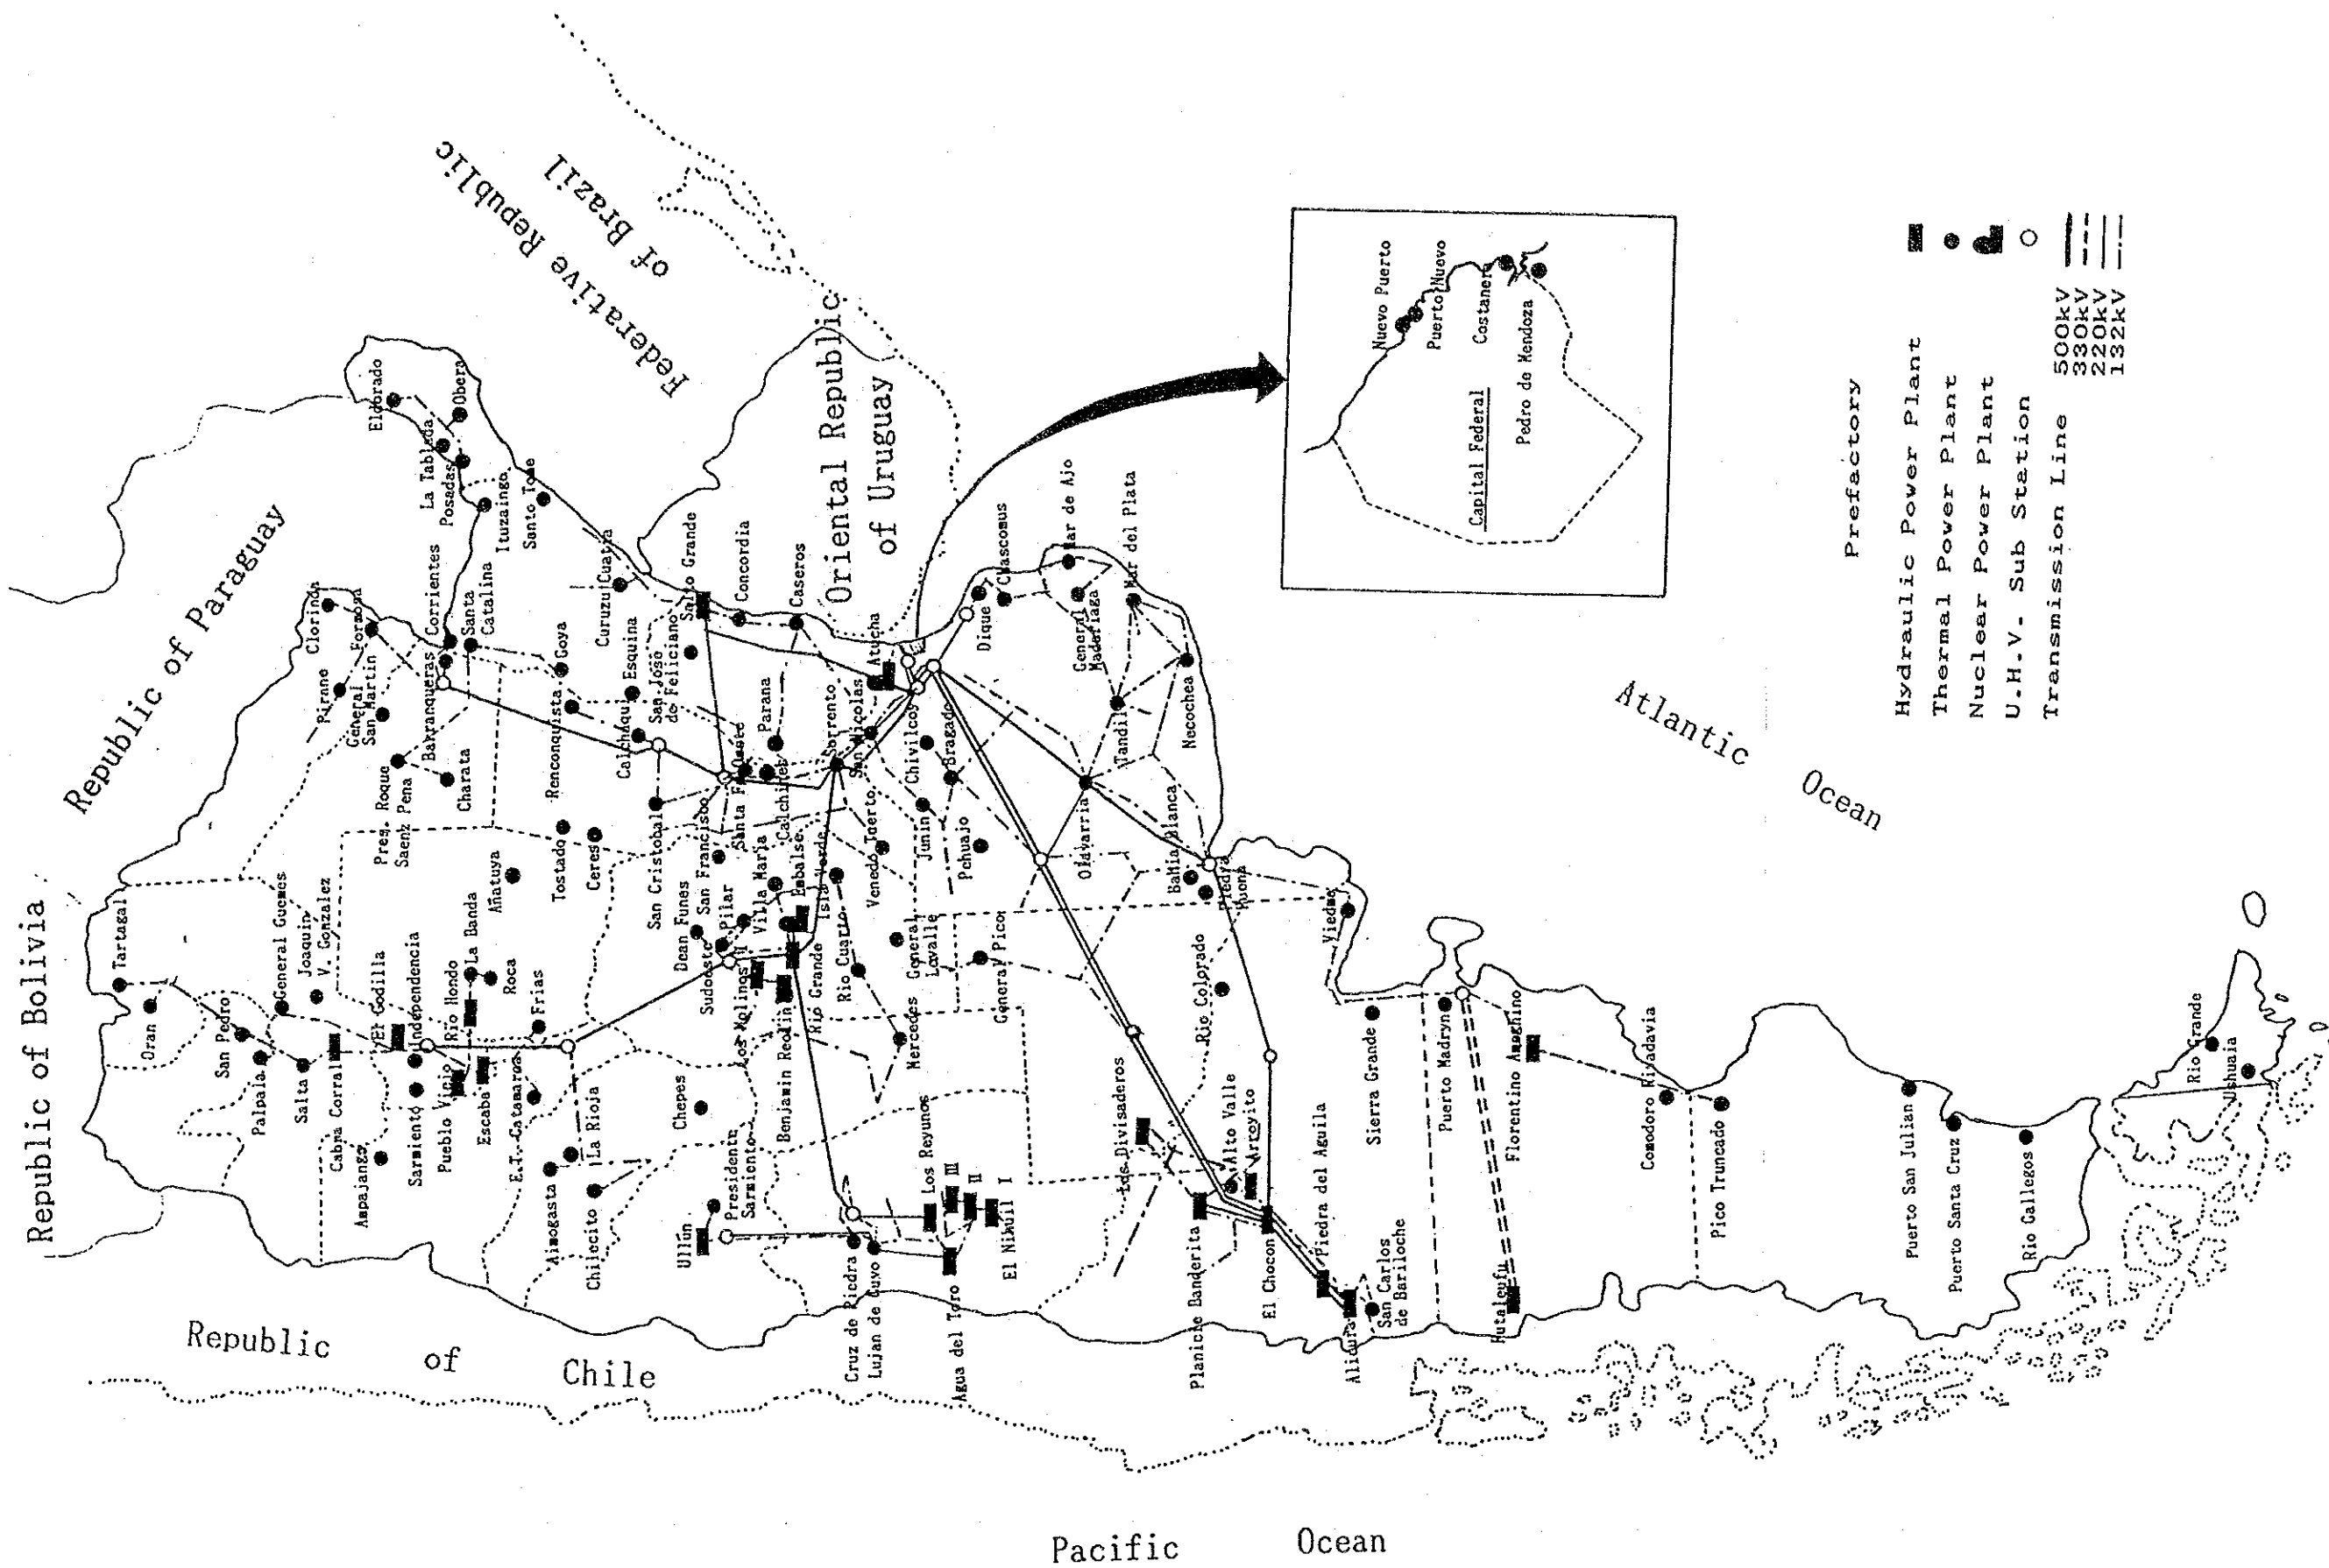 Republic of Bolivia
Republic of Paraguay
Federative Republic
of Brazil
Oriental Republic
of Uruguay
Republic of Chile
Pacific Ocean
Atlantic Ocean
Tartagal
Oran
San Pedro
Palpala
General Guemes
Salta
Joaquin
V. Gonzalez
Cabra Corral
El Codilla
Ampajango
Sarmiento
Independencia
Pueblo Viejo
Rio Hondo
La Banda
Escaba
Roca
Añatuya
Frias
E.T. Catamarca
Aimogasta
La Rioja
Chilecito
Chepes
Clorinda
Pirane
Formosa
General
San Martin
Pres. Roque
Saenz Pena
Barranqueras
Corrientes
Santa
Catalina
Charata
Eldorado
Obera
La Tablada
Posadas
Ituzaingo
Santo Tome
Renconquista
Goya
Tostado
Ceres
Calchaqui
Esquina
Curuzu Cuatia
San Jose
de Feliciano
Salto Grande
Concordia
Caseros
San Cristobal
Dean Funes
San Francisco
Sudoeste
Pilar
Villa Maria
Santa Fe Oeste
Calchines
Parana
Los Molinos
Benjamin Reolin
Rio Grande
Embalse
Isla Verde
Rio Cuarto
Sorrento
San Nicolas
Atucha
Venedo Tuerto
Junin
Chivilcoy
Bragado
Pehuajo
General
Lavalle
General Pico
Mercedes
Ullún
Presidente
Sarmiento
Cruz de Piedra
Lujan de Cuyo
Agua del Toro
Los Reyunos
El Nihuil I
II
III
Dique
Chascomus
Mar de Ajo
General
Madariaga
Mar del Plata
Tandil
Necochea
Olavarria
Bahia Blanca
Piedra
Buena
Viedma
Rio Colorado
Los Divisaderos
Planicie Banderita
Alto Valle
Arroyito
El Chocon
Piedra del Aguila
Alicura
San Carlos
de Bariloche
Sierra Grande
Puerto Madryn
Futaleufu
Florentino Ameghino
Comodoro Rivadavia
Pico Truncado
Puerto San Julian
Puerto Santa Cruz
Rio Gallegos
Rio Grande
Ushuaia
Nuevo Puerto
Puerto Nuevo
Costanera
Pedro de Mendoza
Capital Federal
Prefactory
Hydraulic Power Plant
Thermal Power Plant
Nuclear Power Plant
U.H.V. Sub Station
Transmission Line 500kV
330kV
220kV
132kV